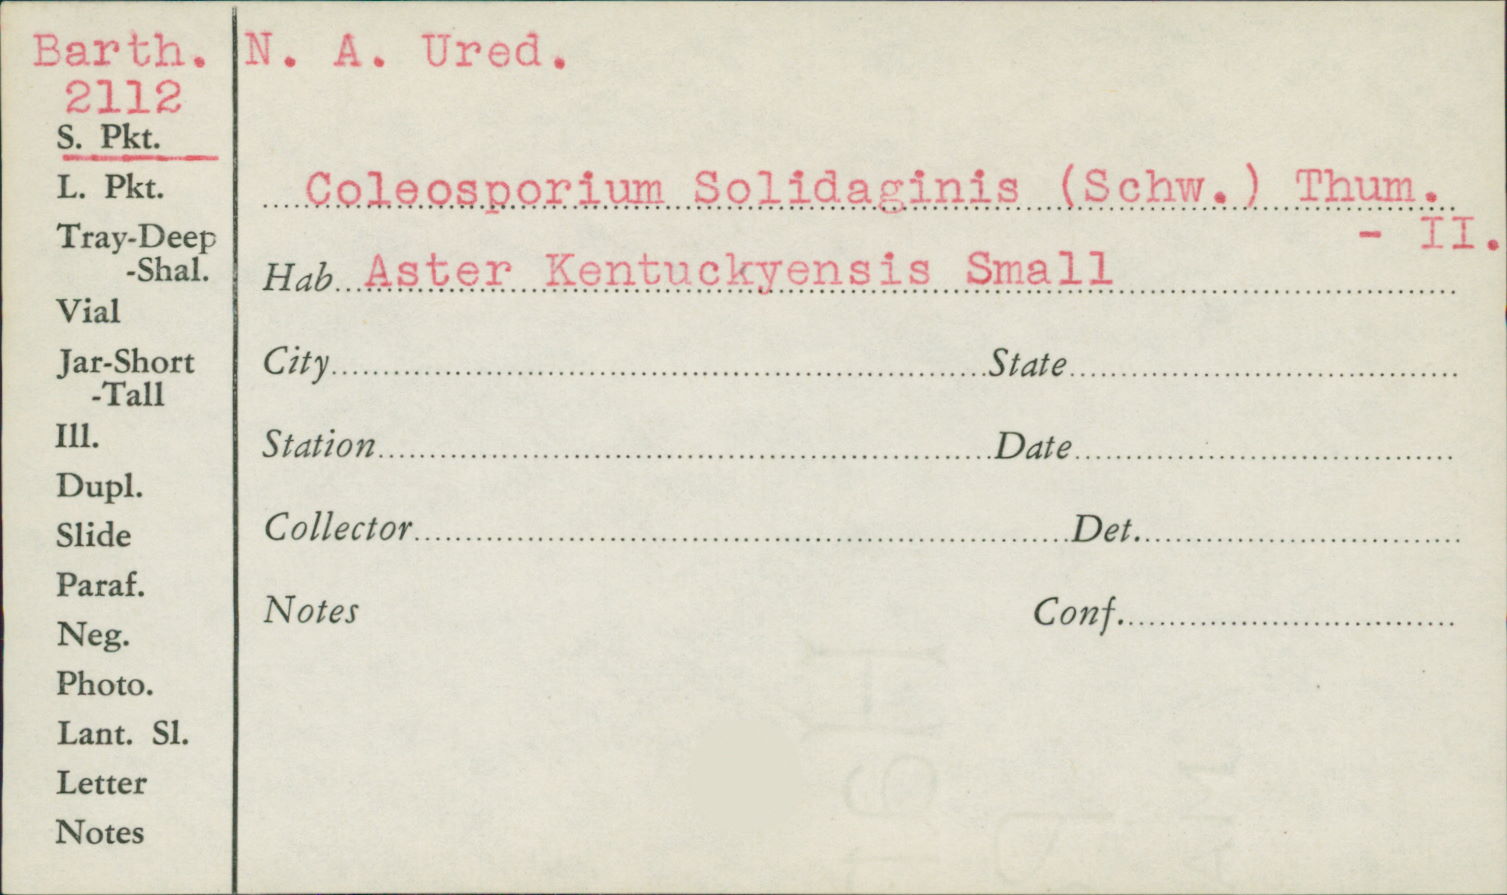 Barth. N. A. Ured.
2112
S. Pkt.
L. Pkt.
Coleosporium Solidaginis (Schw.) Thum.
- II.
Tray-Deep
-Shal.
Hab. Aster Kentuckyensis Small
Vial
Jar-Short
-Tall
City State
Ill.
Station Date
Dupl.
Slide
Collector Det.
Paraf.
Neg.
Notes Conf.
Photo.
Lant. Sl.
Letter
Notes